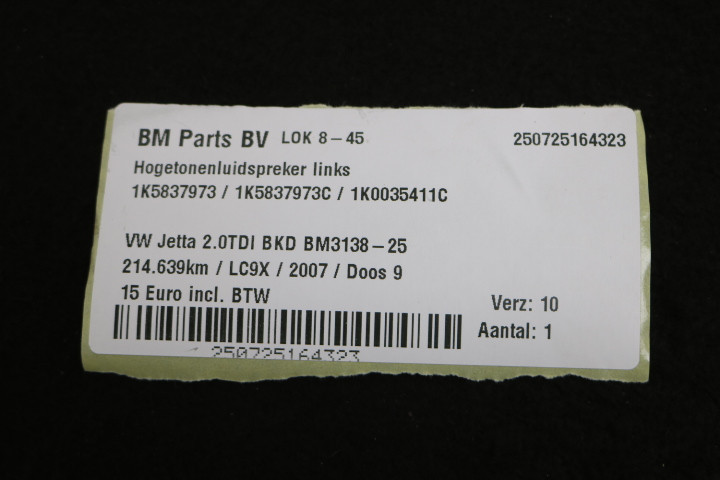 BM Parts BV LOK 8-45 250725164323
Hogetonenluidspreker links
1K5837973 / 1K5837973C / 1K0035411C
VW Jetta 2.0TDI BKD BM3138-25
214.639km / LC9X / 2007 / Doos 9
15 Euro incl. BTW
Verz: 10
Aantal: 1
250725164323